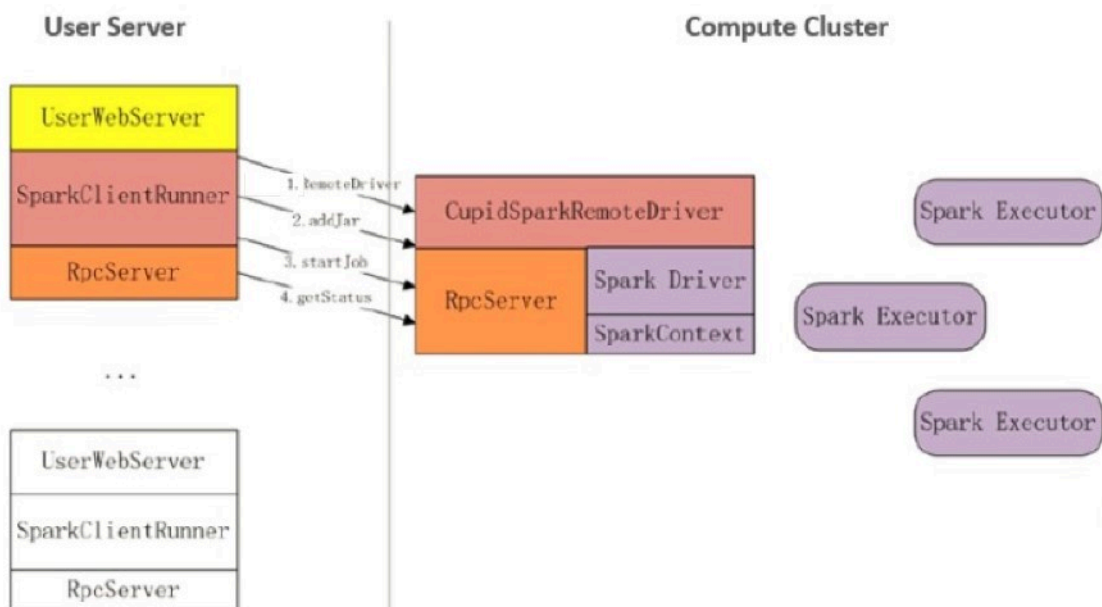 User Server
Compute Cluster
UserWebServer
SparkClientRunner
RpcServer
1.RemoteDriver
2.addJar
3.startJob
4.getStatus
CupidSparkRemoteDriver
RpcServer
Spark Driver
SparkContext
Spark Executor
Spark Executor
Spark Executor
...
UserWebServer
SparkClientRunner
RpcServer